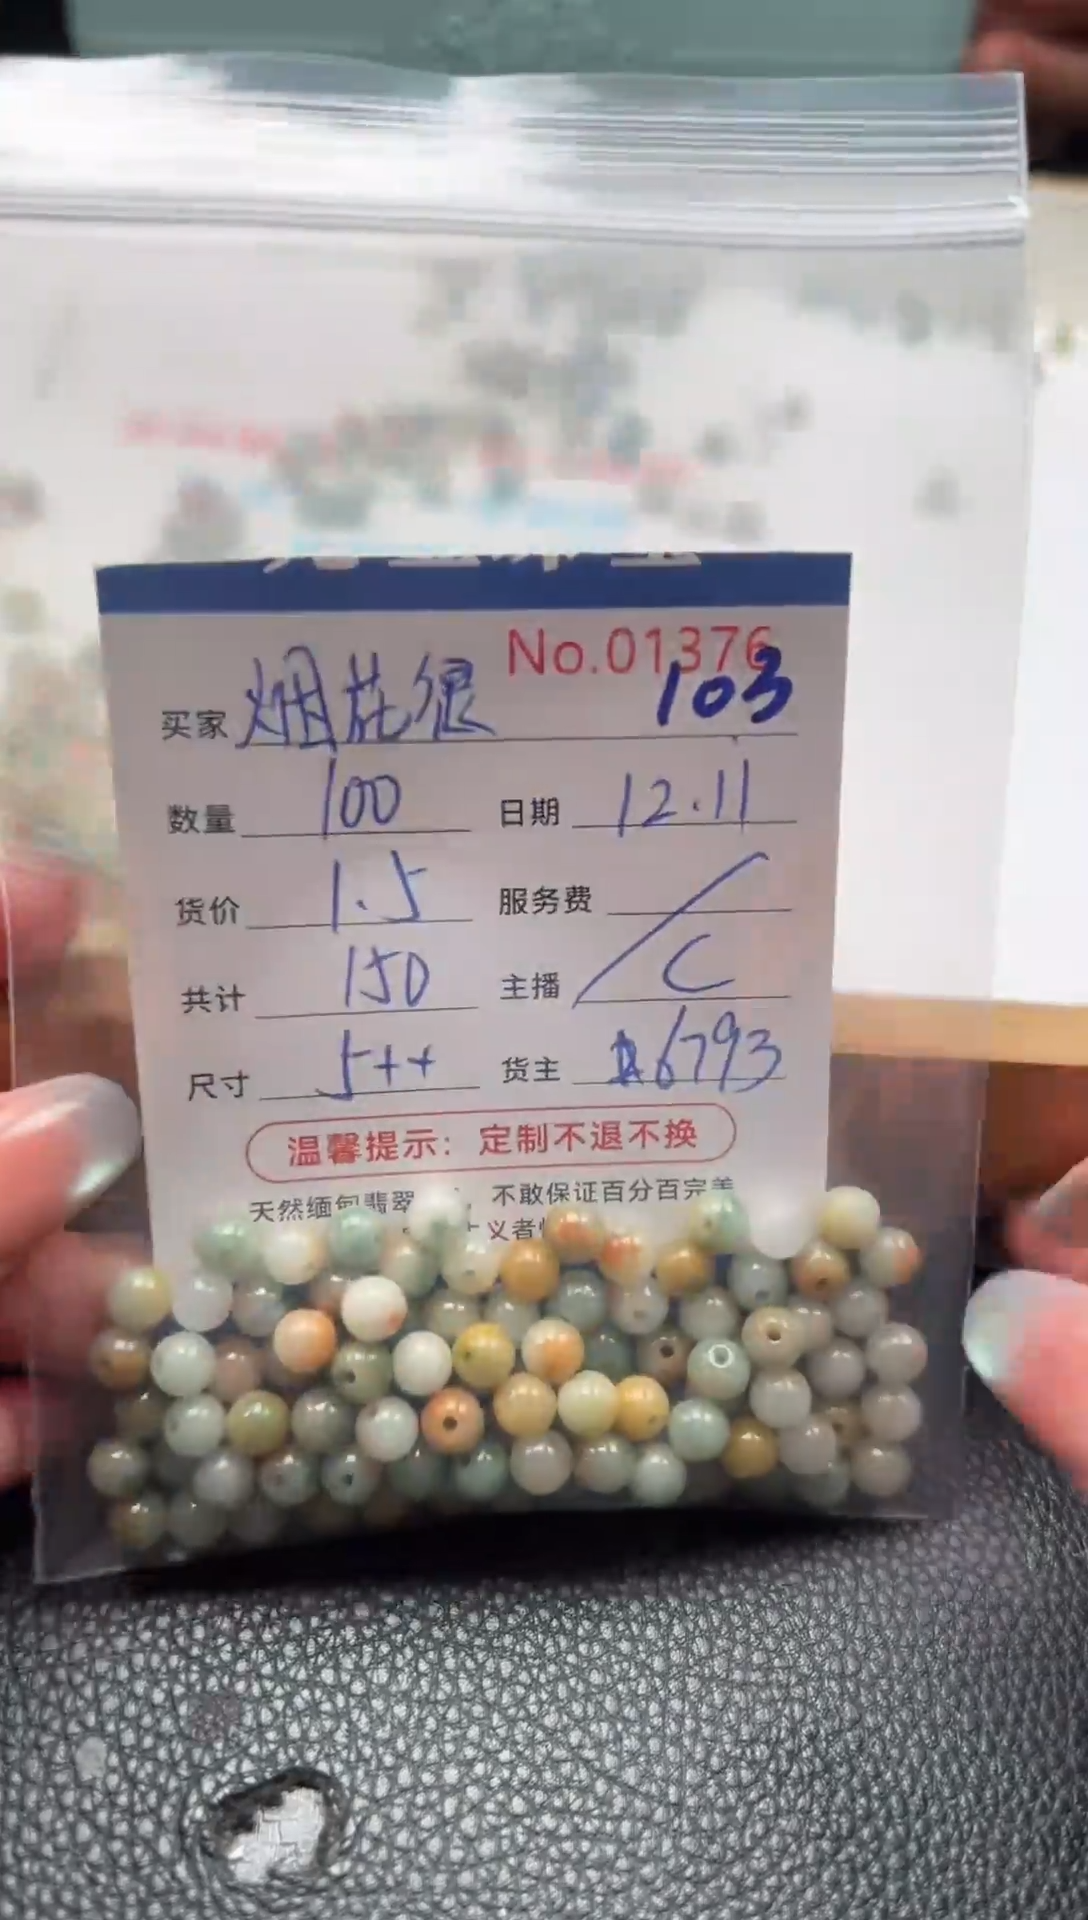 No.01376
103
买家 烟花很
数量 100 日期 12.11
货价 1.5 服务费 /
共计 150 主播 C
尺寸 5++ 货主 6793
温馨提示：定制不退不换
天然缅甸翡翠 ，不敢保证百分百完美
义者